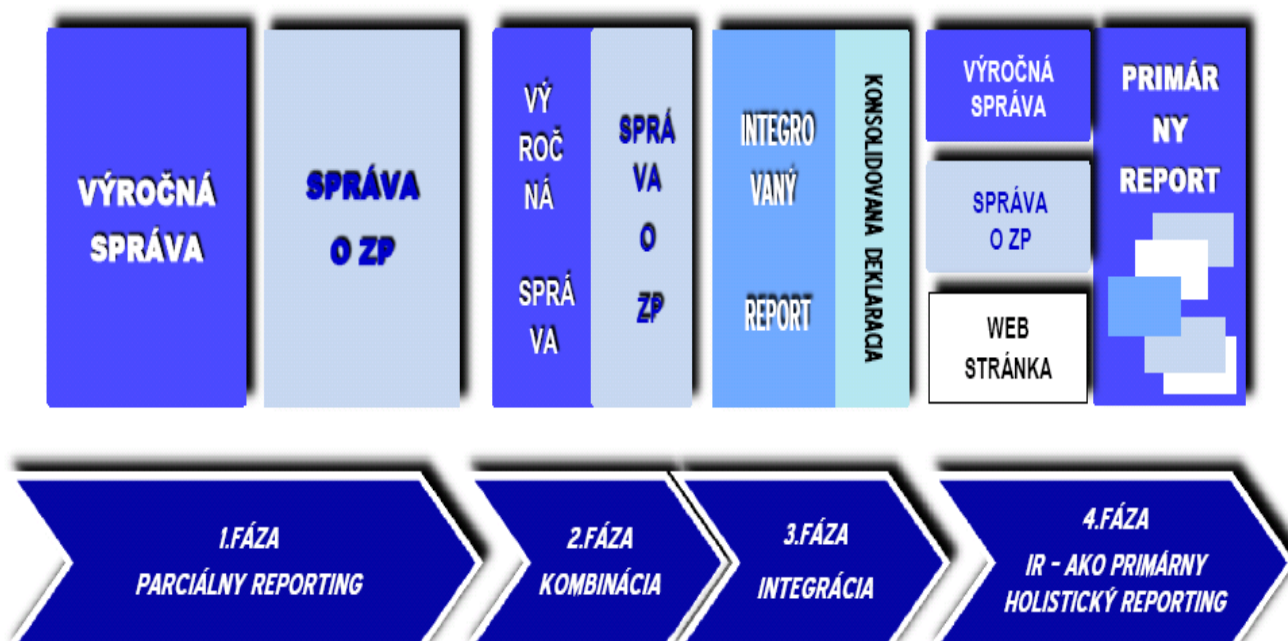 VÝROČNÁ
SPRÁVA
SPRÁVA
O ZP
VÝ
ROČ
NÁ
SPRÁ
VA
SPRÁ
VA
O
ZP
INTEGRO
VANÝ
REPORT
KONSOLIDOVANA DEKLARACIA
VÝROČNÁ
SPRÁVA
SPRÁVA
O ZP
WEB
STRÁNKA
PRIMÁR
NY
REPORT
1.FÁZA
PARCIÁLNY REPORTING
2.FÁZA
KOMBINÁCIA
3.FÁZA
INTEGRÁCIA
4.FÁZA
IR - AKO PRIMÁRNY
HOLISTICKÝ REPORTING